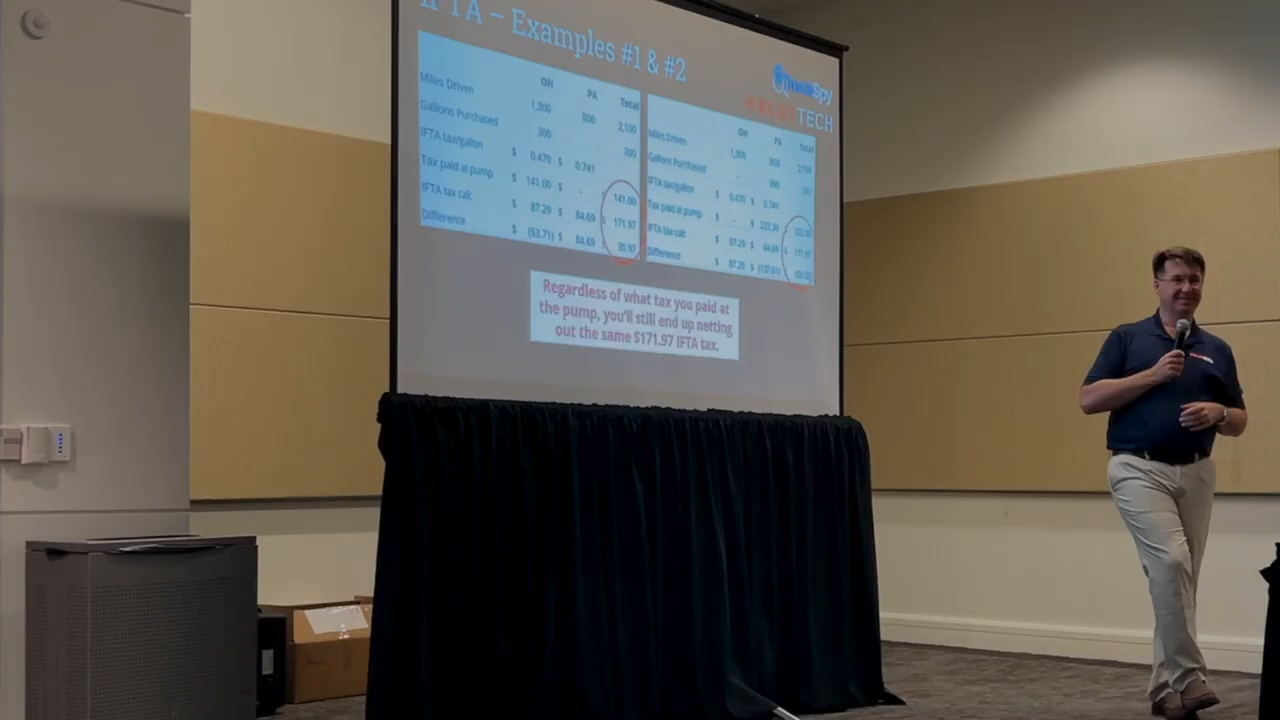 IFTA – Examples #1 & #2
OH PA Total
Miles Driven 1,300 800 2,100
Gallons Purchased 300 300
IFTA tax/gallon $ 0.470 $ 0.741
Tax paid at pump $ 141.00 $ - 141.00
IFTA tax calc $ 87.29 $ 84.69 $ 171.97
Difference $ (53.71) $ 84.69 30.97
OH PA Total
Miles Driven 1,300 800 2,100
Gallons Purchased - 300 300
IFTA tax/gallon $ 0.470 $ 0.741
Tax paid at pump $ - $ 222.30
IFTA tax calc $ 87.29 $ 84.69 $
Difference $ 87.29 $ (137.61) $
Spy
TECH
Regardless of what tax you paid at
the pump, you'll still end up netting
out the same $171.97 IFTA tax.